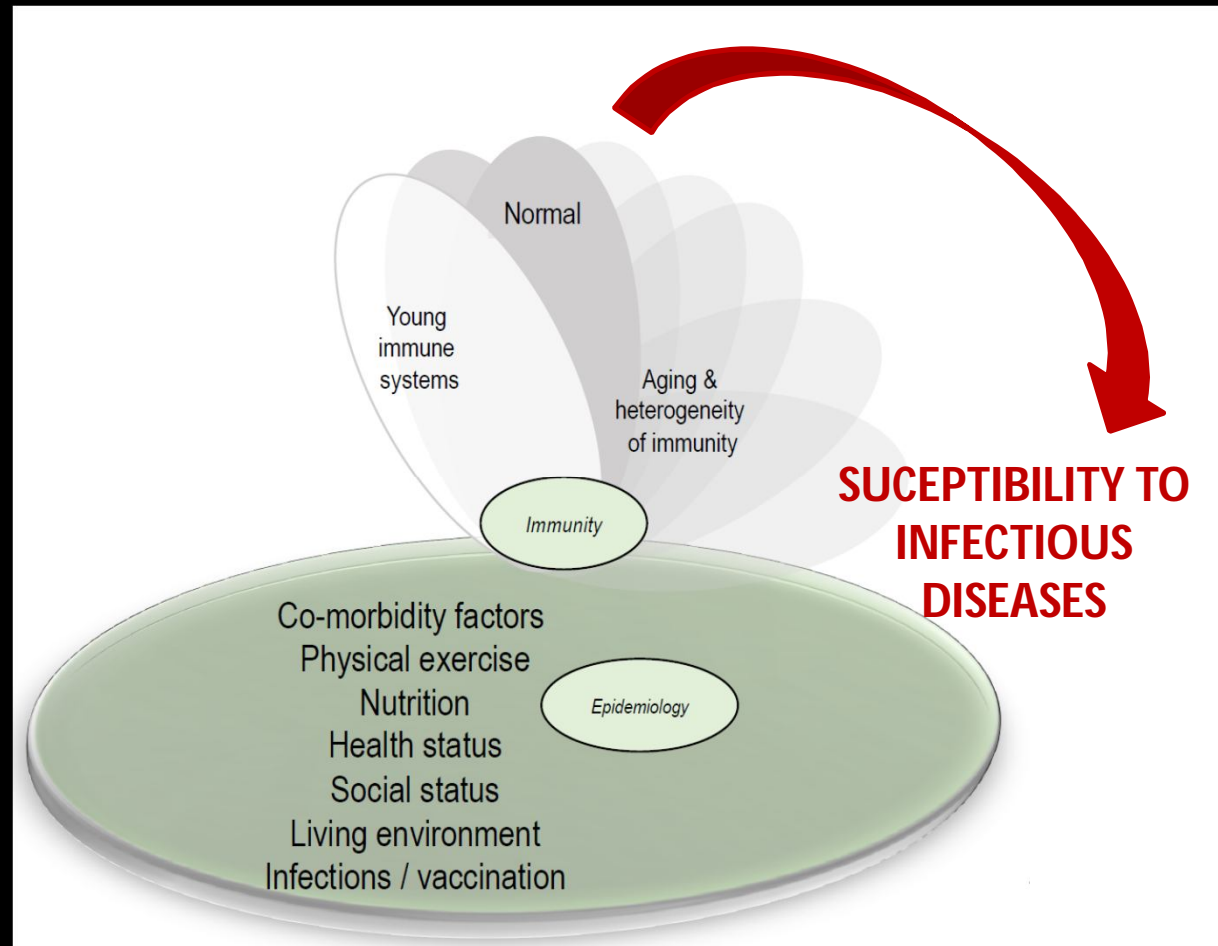 Normal
Young
immune
systems
Aging &
heterogeneity
of immunity
SUCEPTIBILITY TO
INFECTIOUS
DISEASES
Immunity
Co-morbidity factors
Physical exercise
Nutrition
Health status
Social status
Living environment
Infections / vaccination
Epidemiology